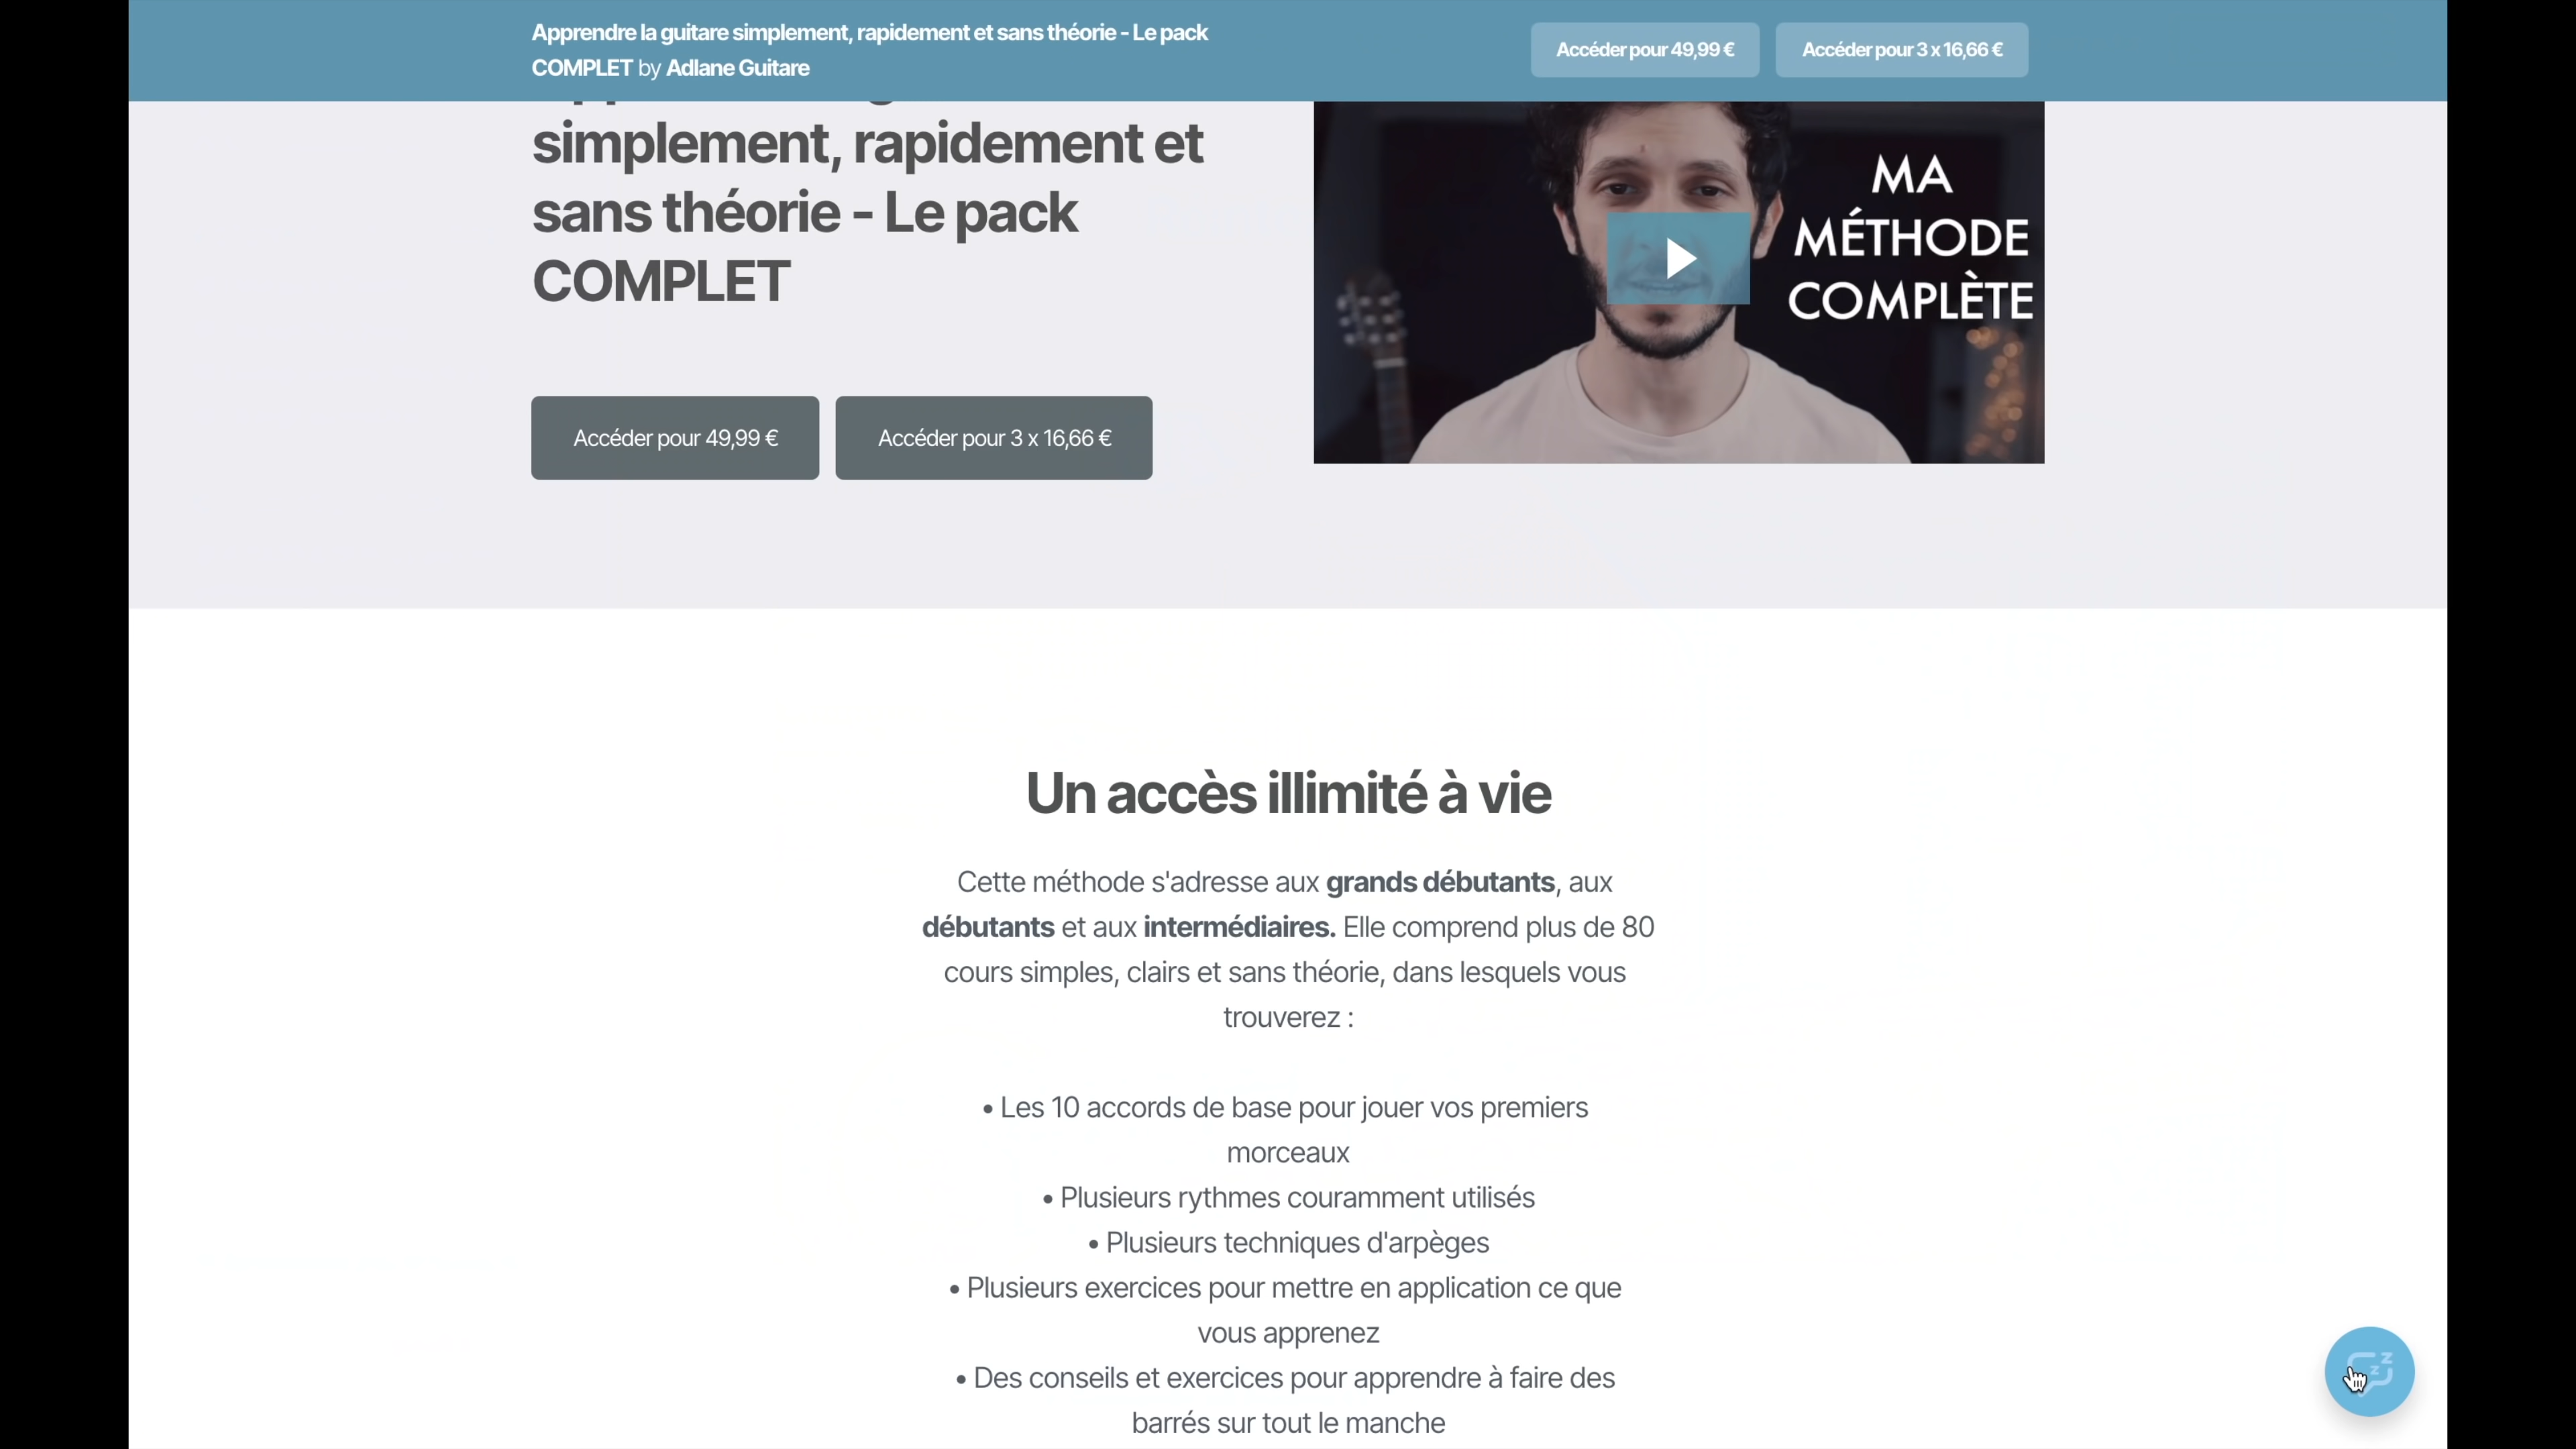 Apprendre la guitare simplement, rapidement et sans théorie - Le pack
COMPLET by Adlane Guitare
Accéder pour 49,99 €
Accéder pour 3 x 16,66 €
simplement, rapidement et
sans théorie - Le pack
COMPLET
MA
MÉTHODE
COMPLÈTE
Accéder pour 49,99 €
Accéder pour 3 x 16,66 €
Un accès illimité à vie
Cette méthode s'adresse aux grands débutants, aux
débutants et aux intermédiaires. Elle comprend plus de 80
cours simples, clairs et sans théorie, dans lesquels vous
trouverez :
• Les 10 accords de base pour jouer vos premiers
morceaux
• Plusieurs rythmes couramment utilisés
• Plusieurs techniques d'arpèges
• Plusieurs exercices pour mettre en application ce que
vous apprenez
• Des conseils et exercices pour apprendre à faire des
barrés sur tout le manche